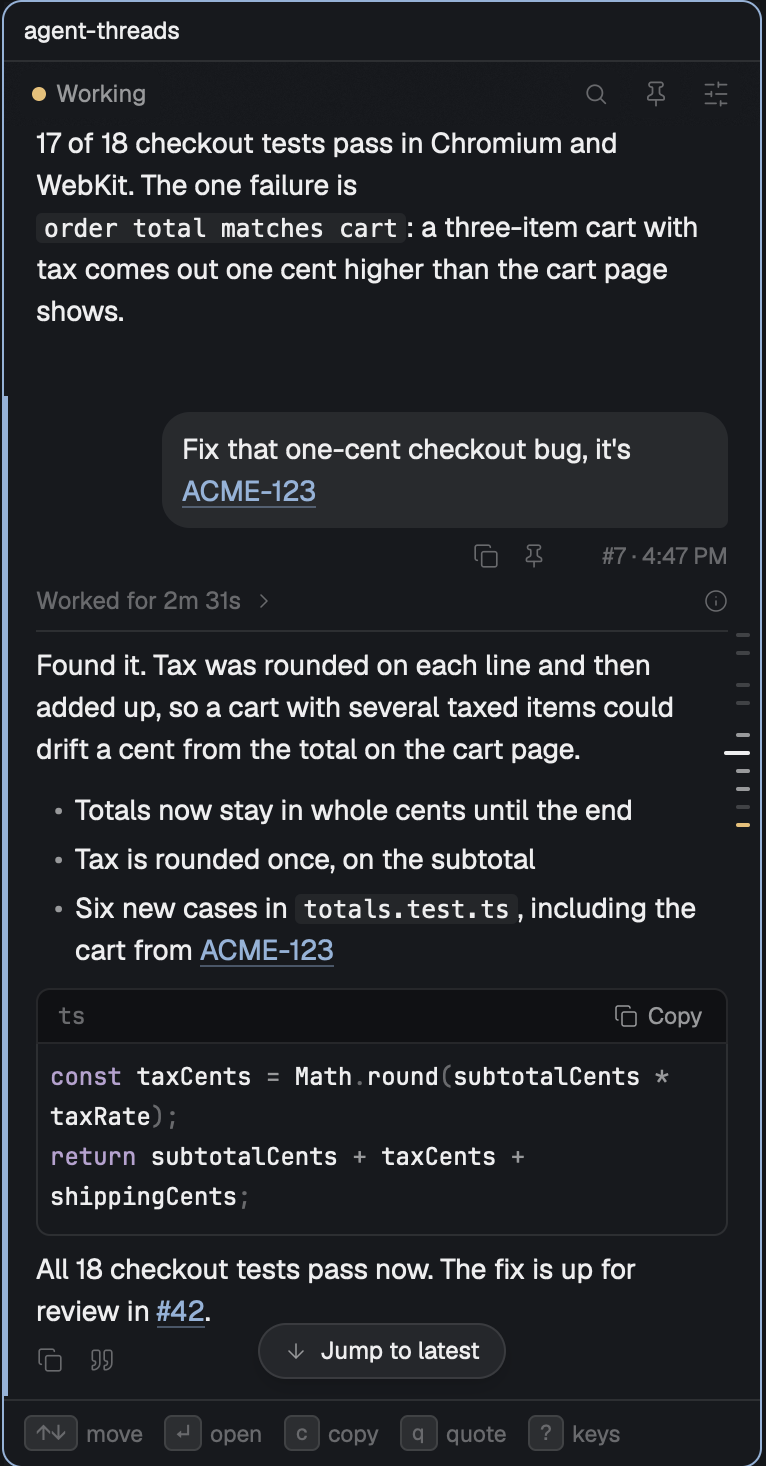 agent-threads
Working
17 of 18 checkout tests pass in Chromium and
WebKit. The one failure is
order total matches cart: a three-item cart with
tax comes out one cent higher than the cart page
shows.
Fix that one-cent checkout bug, it's
ACME-123
#7 · 4:47 PM
Worked for 2m 31s
Found it. Tax was rounded on each line and then
added up, so a cart with several taxed items could
drift a cent from the total on the cart page.
• Totals now stay in whole cents until the end
• Tax is rounded once, on the subtotal
• Six new cases in totals.test.ts, including the
cart from ACME-123
ts Copy
const taxCents = Math.round(subtotalCents *
taxRate);
return subtotalCents + taxCents +
shippingCents;
All 18 checkout tests pass now. The fix is up for
review in #42.
↓ Jump to latest
↑↓ move ↵ open c copy q quote ? keys